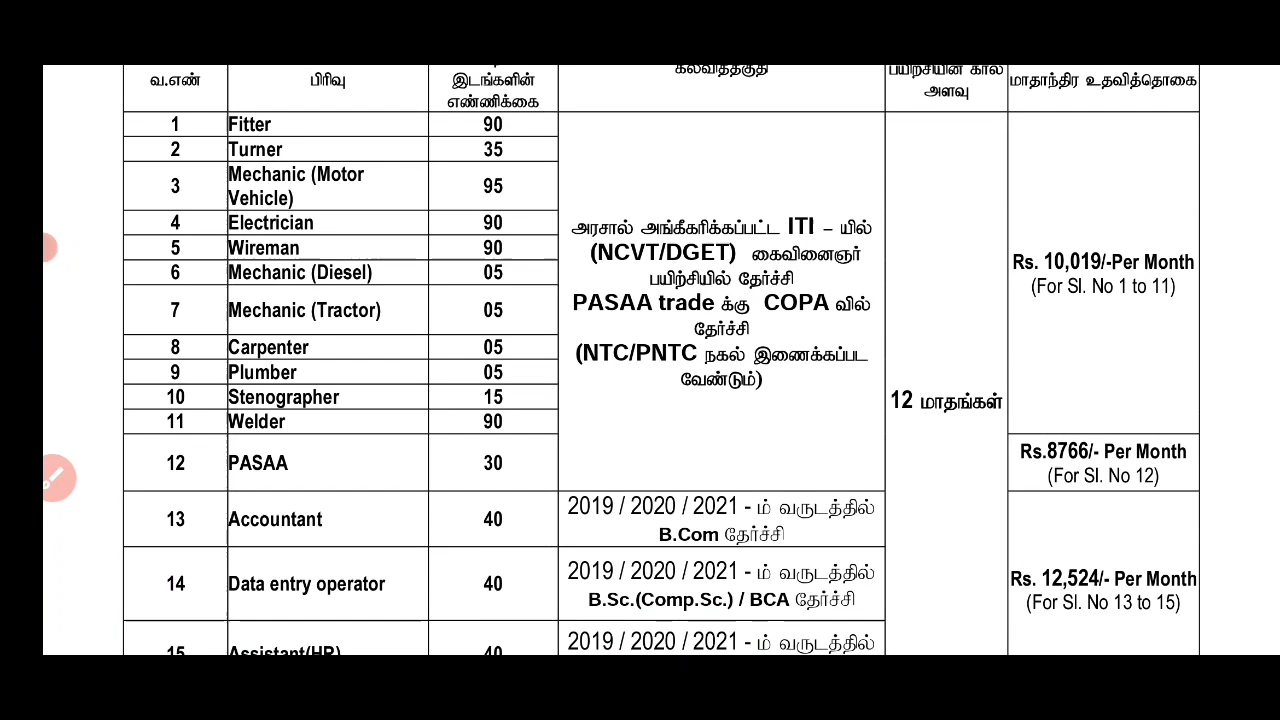 வ.எண்
பிரிவு
இடங்களின்
எண்ணிக்கை
கல்வித்தகுதி
பயிற்சியின் கால
அளவு
மாதாந்திர உதவித்தொகை
1 Fitter 90
2 Turner 35
3 Mechanic (Motor
Vehicle) 95
4 Electrician 90
5 Wireman 90
6 Mechanic (Diesel) 05
7 Mechanic (Tractor) 05
8 Carpenter 05
9 Plumber 05
10 Stenographer 15
11 Welder 90
அரசால் அங்கீகரிக்கப்பட்ட ITI – யில்
(NCVT/DGET) கைவினைஞர்
பயிற்சியில் தேர்ச்சி
PASAA trade க்கு COPA வில்
தேர்ச்சி
(NTC/PNTC நகல் இணைக்கப்பட
வேண்டும்)
12 மாதங்கள்
Rs. 10,019/-Per Month
(For Sl. No 1 to 11)
12 PASAA 30
Rs.8766/- Per Month
(For Sl. No 12)
13 Accountant 40
2019 / 2020 / 2021 - ம் வருடத்தில்
B.Com தேர்ச்சி
14 Data entry operator 40
2019 / 2020 / 2021 - ம் வருடத்தில்
B.Sc.(Comp.Sc.) / BCA தேர்ச்சி
Rs. 12,524/- Per Month
(For Sl. No 13 to 15)
15 Assistant(HR) 40
2019 / 2020 / 2021 - ம் வருடத்தில்